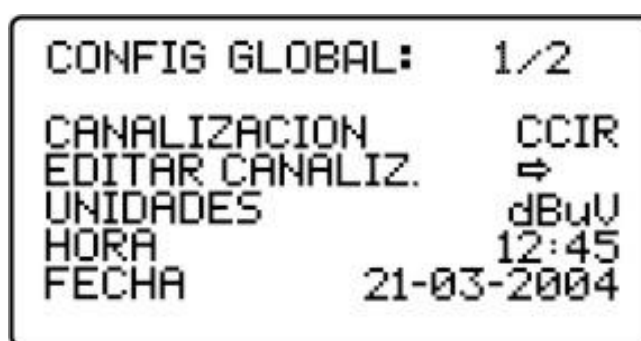 CONFIG GLOBAL: 1/2
CANALIZACION CCIR
EDITAR CANALIZ. ⇨
UNIDADES dBuV
HORA 12:45
FECHA 21-03-2004